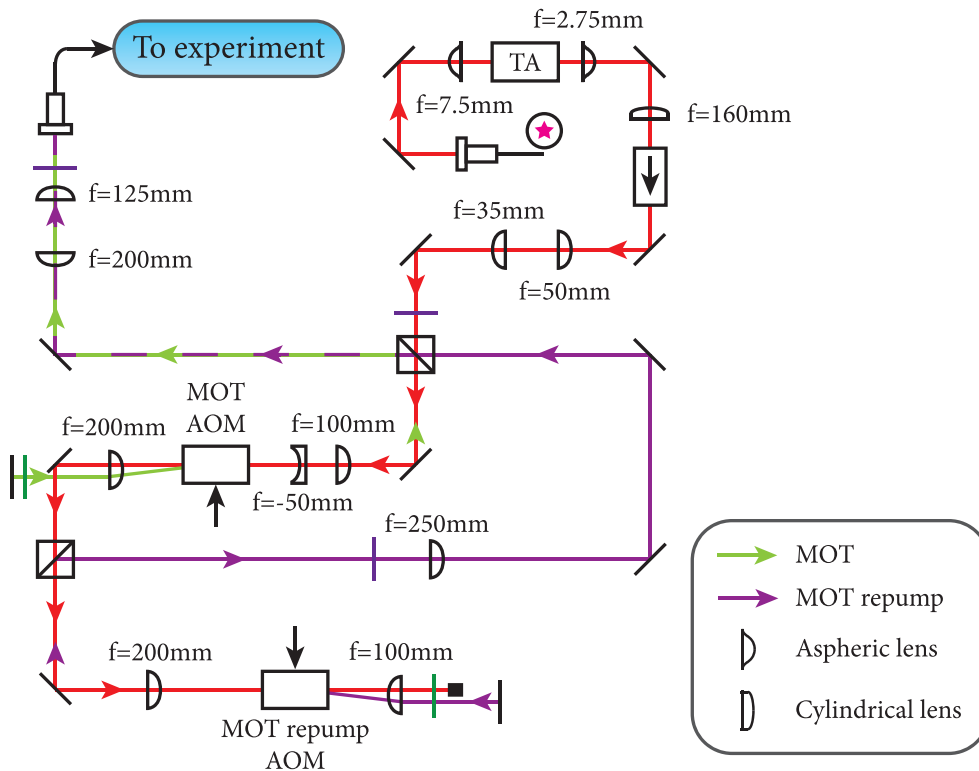 To experiment
f=2.75mm
TA
f=7.5mm
f=160mm
f=125mm
f=200mm
f=35mm
f=50mm
MOT
AOM
f=200mm
f=100mm
f=-50mm
f=250mm
f=200mm
f=100mm
MOT repump
AOM
MOT
MOT repump
Aspheric lens
Cylindrical lens